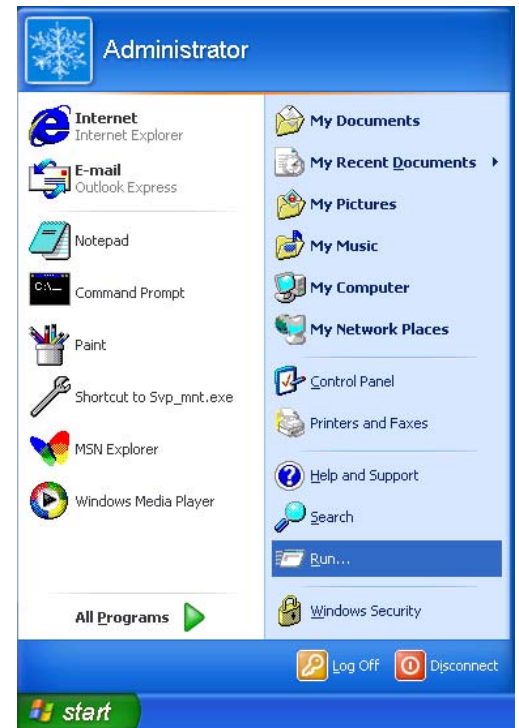 Administrator
Internet
Internet Explorer
E-mail
Outlook Express
Notepad
C:\_
Command Prompt
Paint
Shortcut to Svp_mnt.exe
MSN Explorer
Windows Media Player
All Programs
My Documents
My Recent Documents
My Pictures
My Music
My Computer
My Network Places
Control Panel
Printers and Faxes
Help and Support
Search
Run...
Windows Security
Log Off
Disconnect
start